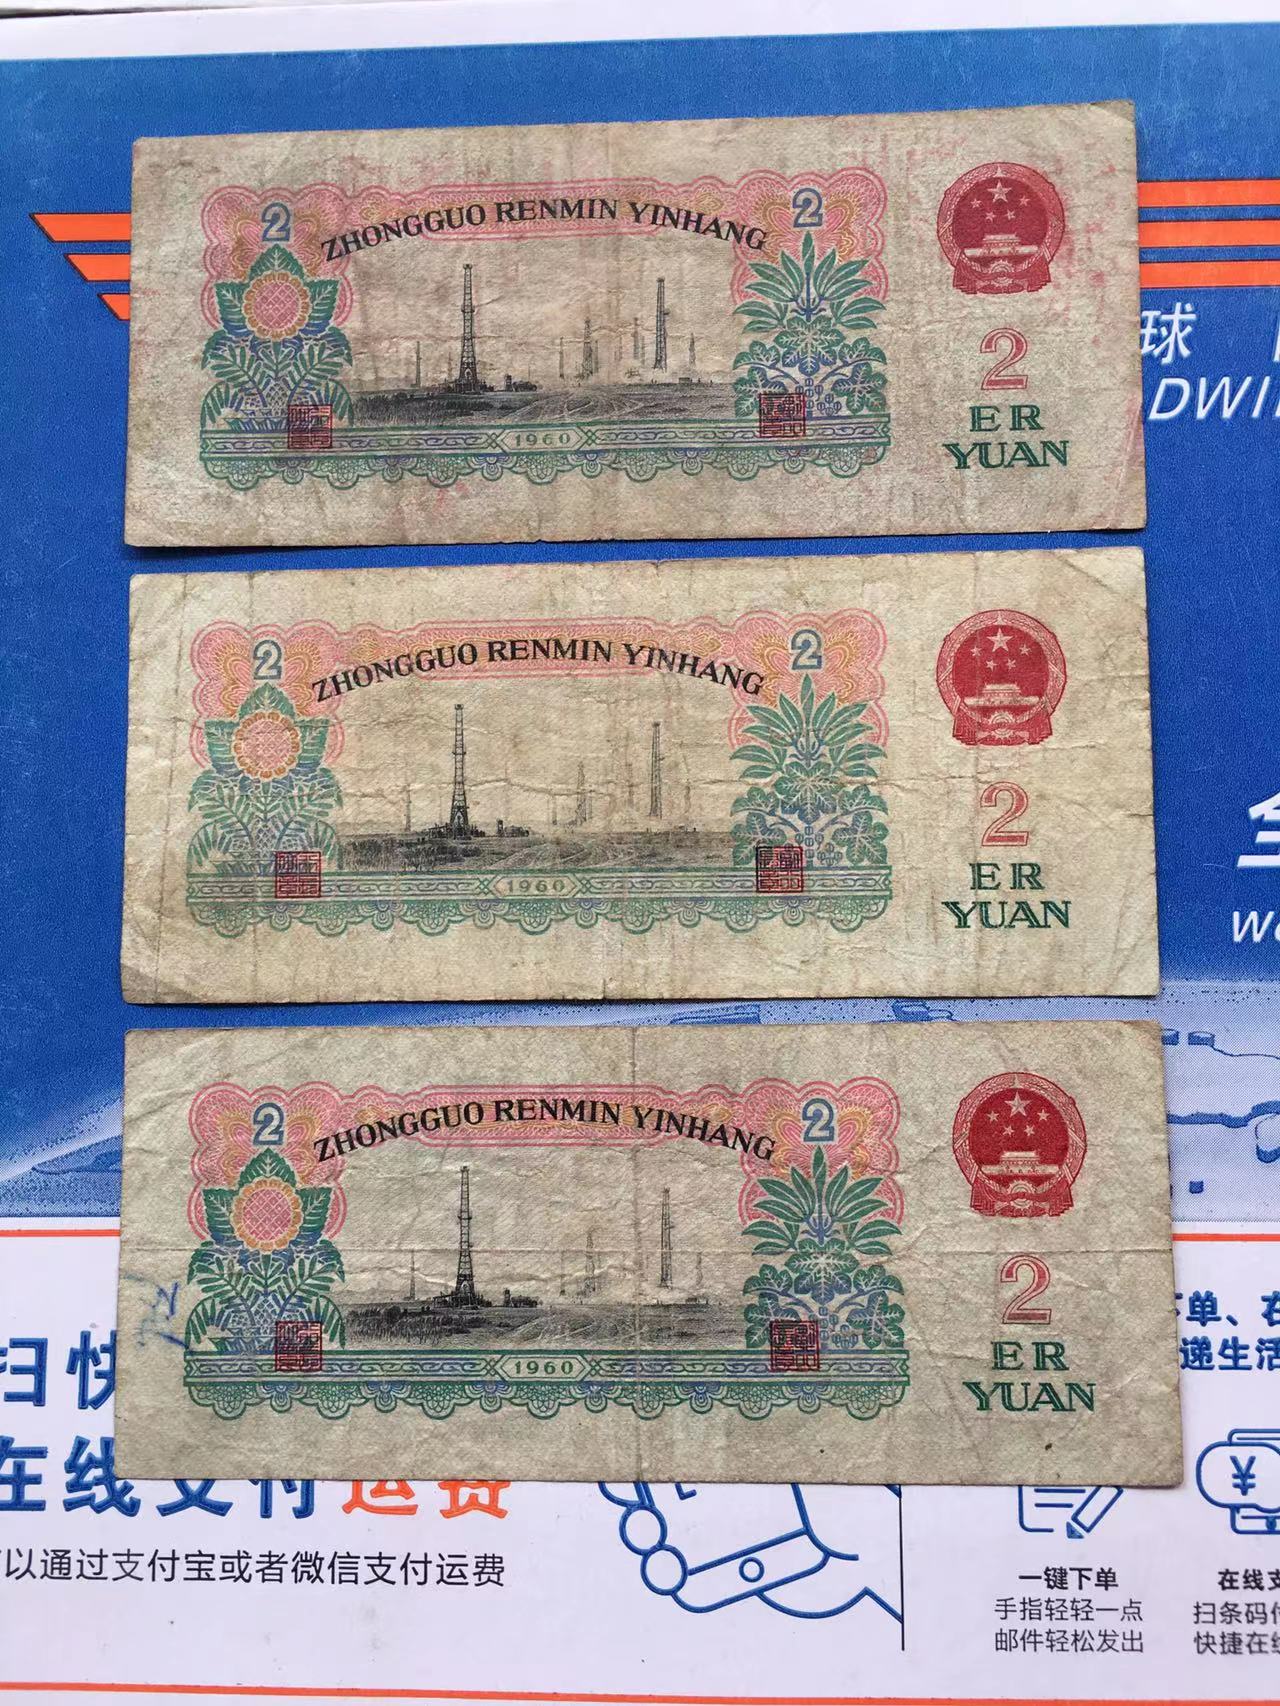 2 ZHONGGUO RENMIN YINHANG 2
2
1960
ER
YUAN
球
DWI
2 ZHONGGUO RENMIN YINHANG 2
2
1960
ER
YUAN
全
2 ZHONGGUO RENMIN YINHANG 2
2
1960
ER
YUAN
扫快
在线支付运费
以通过支付宝或者微信支付运费
单、在
递生活
¥
一键下单
手指轻轻一点
邮件轻松发出
在线支
扫条码付
快捷在线